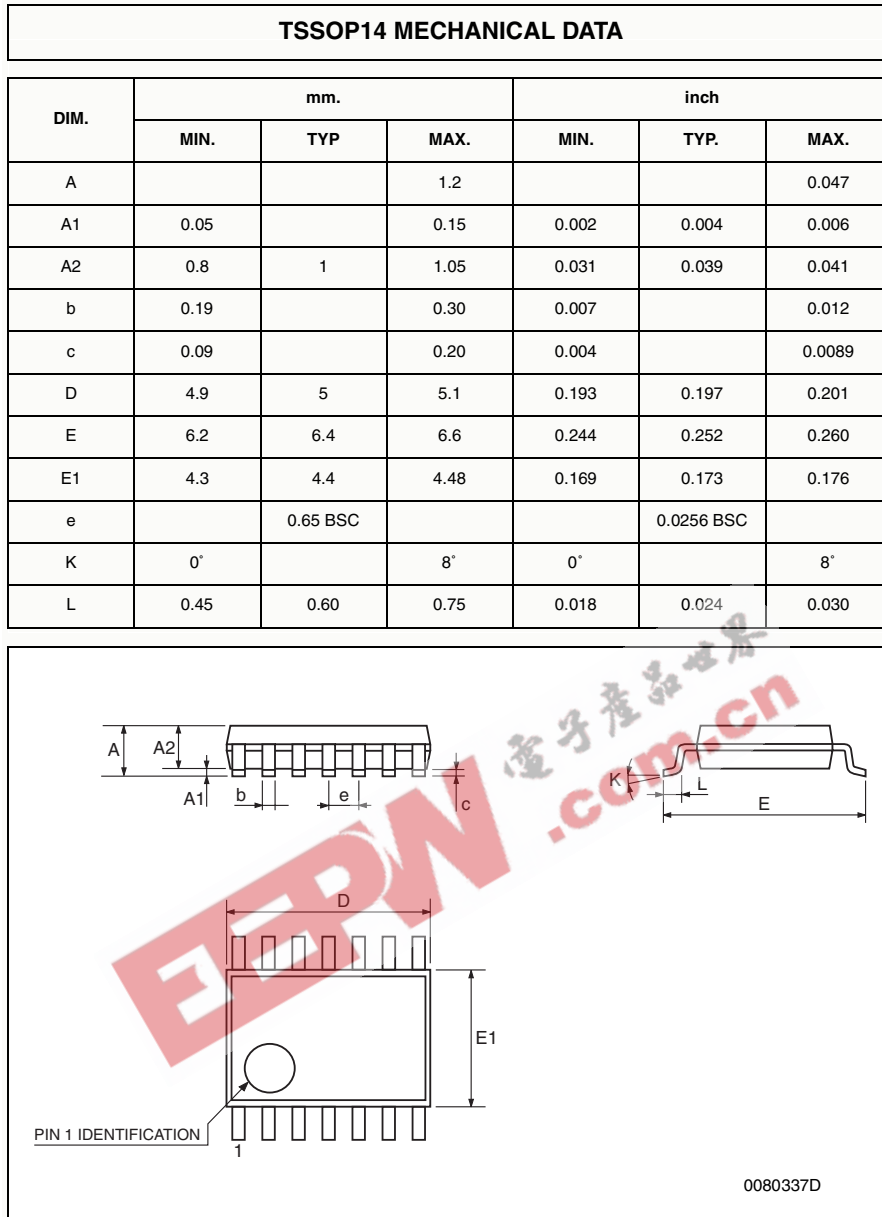 TSSOP14 MECHANICAL DATA
DIM. mm. inch
MIN. TYP MAX. MIN. TYP. MAX.
A 1.2 0.047
A1 0.05 0.15 0.002 0.004 0.006
A2 0.8 1 1.05 0.031 0.039 0.041
b 0.19 0.30 0.007 0.012
c 0.09 0.20 0.004 0.0089
D 4.9 5 5.1 0.193 0.197 0.201
E 6.2 6.4 6.6 0.244 0.252 0.260
E1 4.3 4.4 4.48 0.169 0.173 0.176
e 0.65 BSC 0.0256 BSC
K 0˚ 8˚ 0˚ 8˚
L 0.45 0.60 0.75 0.018 0.024 0.030
電子產品世界
EEPW .com.cn
A A2
A1 b e c
K L
E
D
E1
PIN 1 IDENTIFICATION
1
0080337D